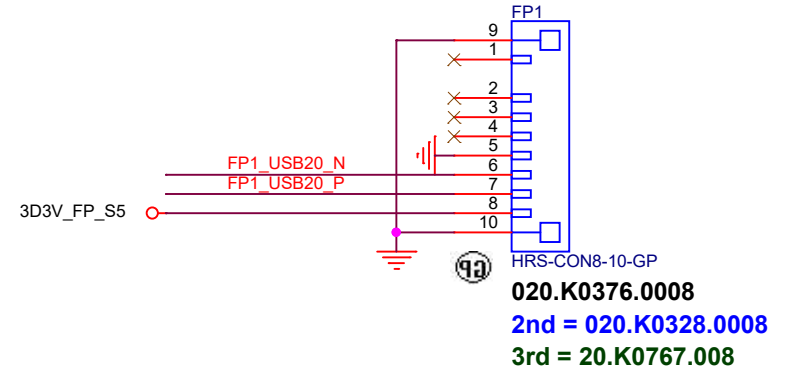 FP1
9
1
2
3
4
5
FP1_USB20_N
6
FP1_USB20_P
7
3D3V_FP_S5
8
10
GP
HRS-CON8-10-GP
020.K0376.0008
2nd = 020.K0328.0008
3rd = 20.K0767.008